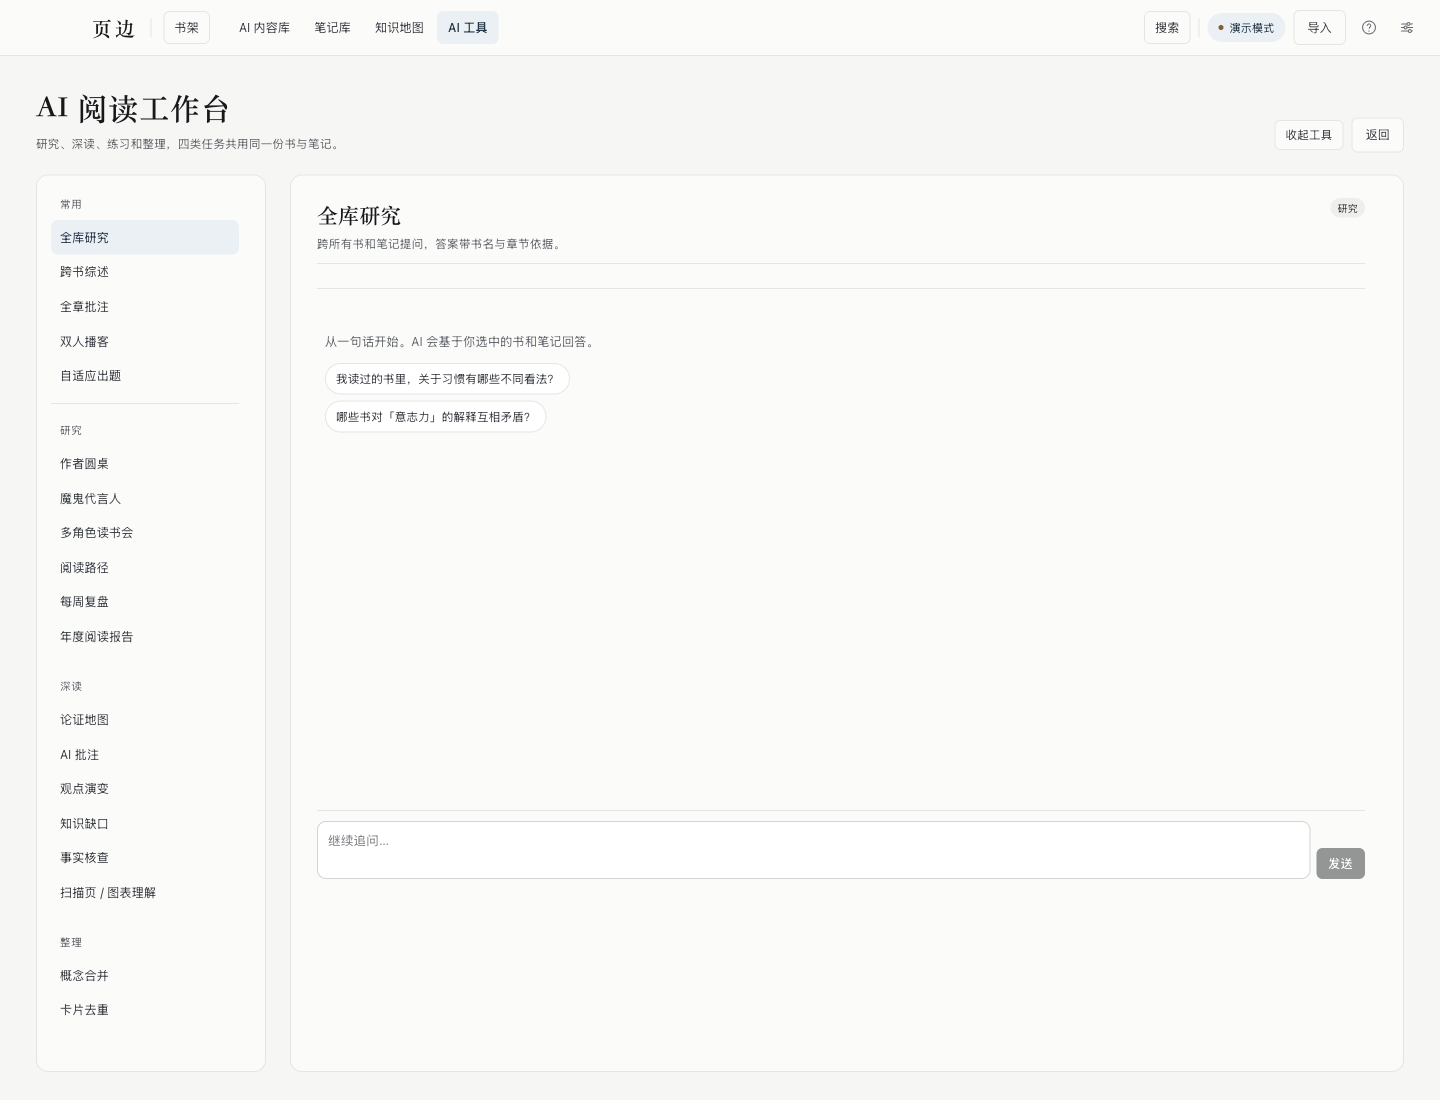 页边
书架
AI 内容库
笔记库
知识地图
AI 工具
搜索
演示模式
导入
AI 阅读工作台
研究、深读、练习和整理，四类任务共用同一份书与笔记。
收起工具
返回
常用
全库研究
跨书综述
全章批注
双人播客
自适应出题
研究
作者圆桌
魔鬼代言人
多角色读书会
阅读路径
每周复盘
年度阅读报告
深读
论证地图
AI 批注
观点演变
知识缺口
事实核查
扫描页 / 图表理解
整理
概念合并
卡片去重
全库研究
研究
跨所有书和笔记提问，答案带书名与章节依据。
从一句话开始。AI 会基于你选中的书和笔记回答。
我读过的书里，关于习惯有哪些不同看法？
哪些书对「意志力」的解释互相矛盾？
继续追问…
发送